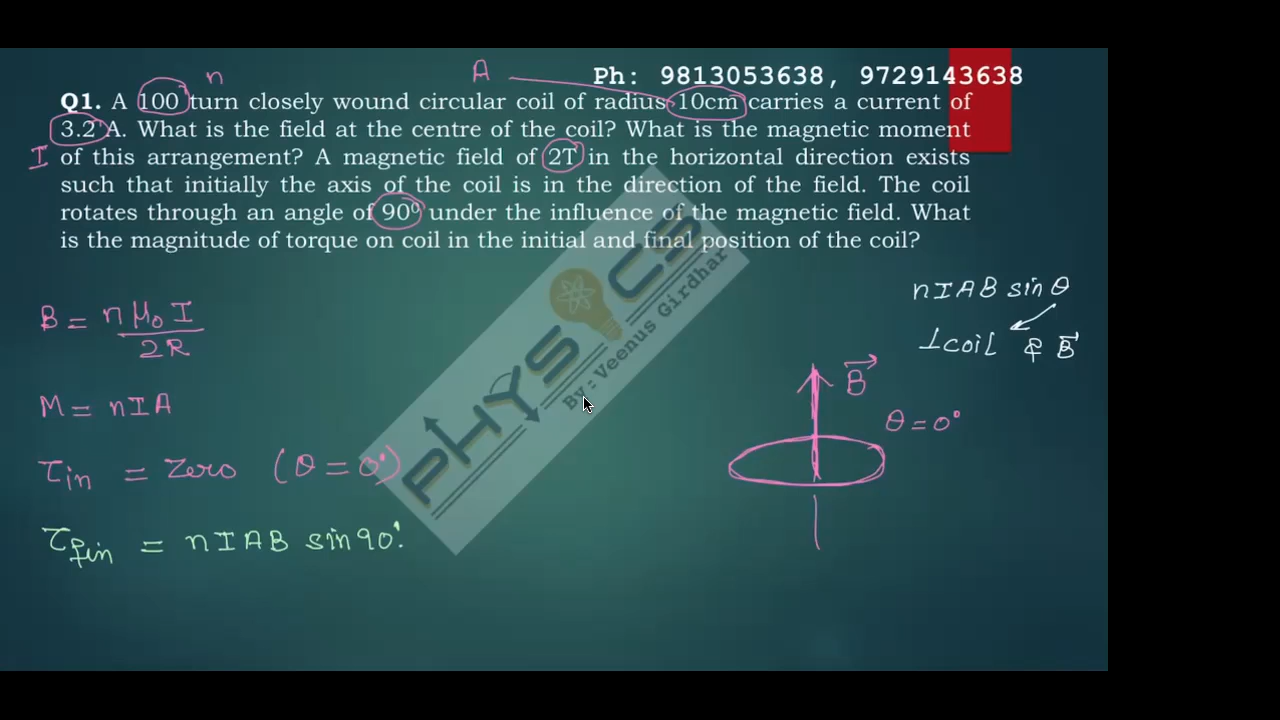 n
A
Ph: 9813053638, 9729143638
Q1. A 100 turn closely wound circular coil of radius 10cm carries a current of
3.2 A. What is the field at the centre of the coil? What is the magnetic moment
I of this arrangement? A magnetic field of 2T in the horizontal direction exists
such that initially the axis of the coil is in the direction of the field. The coil
rotates through an angle of 90⁰ under the influence of the magnetic field. What
is the magnitude of torque on coil in the initial and final position of the coil?
nIAB sinθ
⊥coil & B⃗
B = nμ₀I / 2R
B⃗
θ = 0°
M = nIA
τin = Zero (θ = 0°)
τfin = nIAB sin90°.
PHYSICS
By: Veenus Girdhar